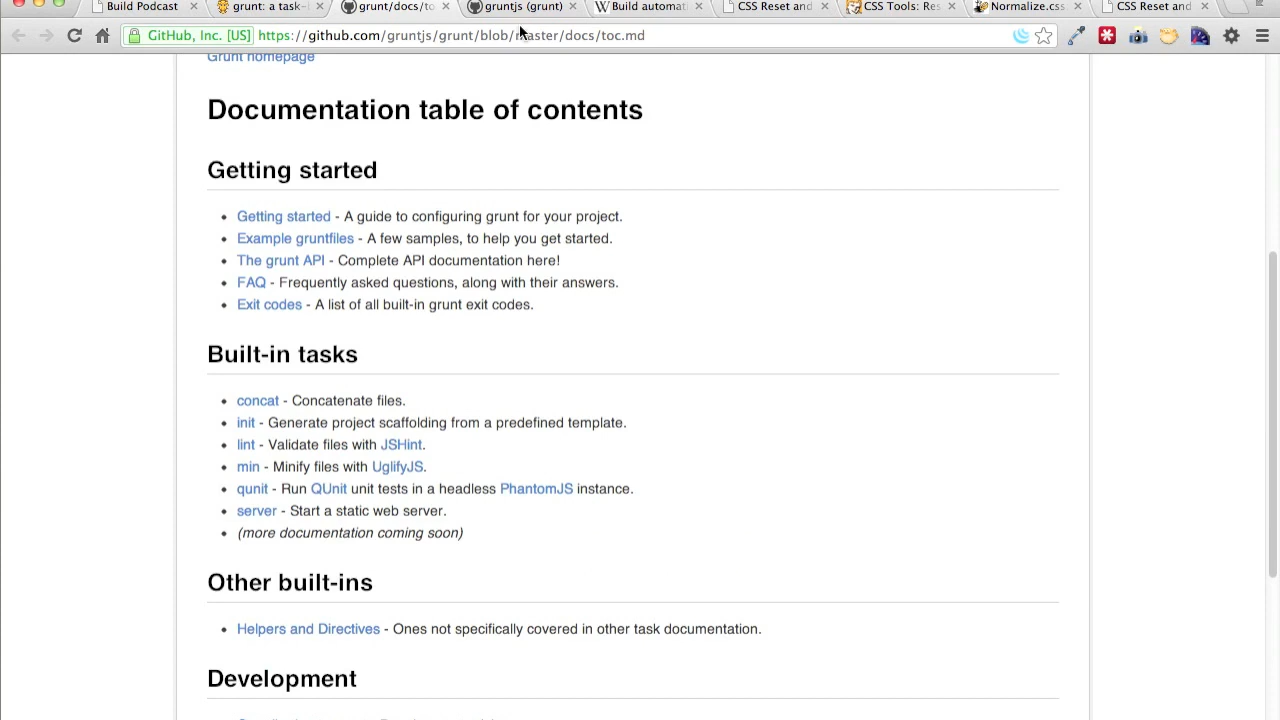 Build Podcast
grunt: a task-
grunt/docs/to
gruntjs (grunt)
Build automati
CSS Reset and
CSS Tools: Res
Normalize.css:
CSS Reset and
GitHub, Inc. [US] https://github.com/gruntjs/grunt/blob/master/docs/toc.md
Grunt homepage
Documentation table of contents
Getting started
Getting started - A guide to configuring grunt for your project.
Example gruntfiles - A few samples, to help you get started.
The grunt API - Complete API documentation here!
FAQ - Frequently asked questions, along with their answers.
Exit codes - A list of all built-in grunt exit codes.
Built-in tasks
concat - Concatenate files.
init - Generate project scaffolding from a predefined template.
lint - Validate files with JSHint.
min - Minify files with UglifyJS.
qunit - Run QUnit unit tests in a headless PhantomJS instance.
server - Start a static web server.
(more documentation coming soon)
Other built-ins
Helpers and Directives - Ones not specifically covered in other task documentation.
Development